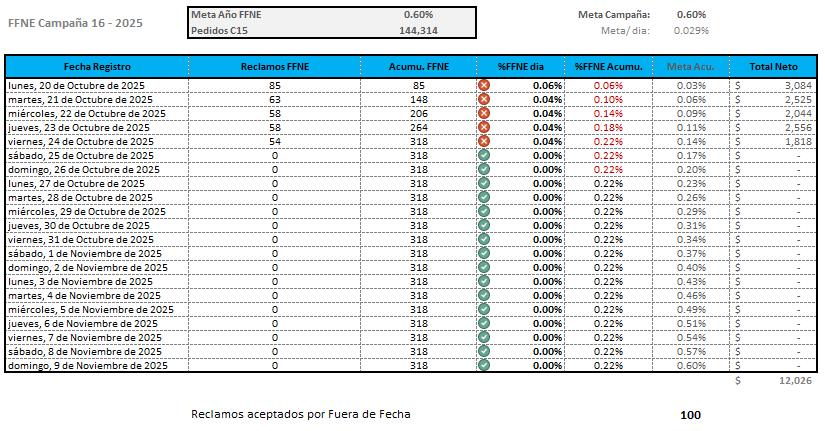 FFNE Campaña 16 - 2025
Meta Año FFNE 0.60%
Pedidos C15 144,314
Meta Campaña: 0.60%
Meta/ dia: 0.029%
Fecha Registro Reclamos FFNE Acumu. FFNE %FFNE dia %FFNE Acumu. Meta Acu. Total Neto
lunes, 20 de Octubre de 2025 85 85 0.06% 0.06% 0.03% $ 3,084
martes, 21 de Octubre de 2025 63 148 0.04% 0.10% 0.06% $ 2,525
miércoles, 22 de Octubre de 2025 58 206 0.04% 0.14% 0.09% $ 2,044
jueves, 23 de Octubre de 2025 58 264 0.04% 0.18% 0.11% $ 2,556
viernes, 24 de Octubre de 2025 54 318 0.04% 0.22% 0.14% $ 1,818
sábado, 25 de Octubre de 2025 0 318 0.00% 0.22% 0.17% $ -
domingo, 26 de Octubre de 2025 0 318 0.00% 0.22% 0.20% $ -
lunes, 27 de Octubre de 2025 0 318 0.00% 0.22% 0.23% $ -
martes, 28 de Octubre de 2025 0 318 0.00% 0.22% 0.26% $ -
miércoles, 29 de Octubre de 2025 0 318 0.00% 0.22% 0.29% $ -
jueves, 30 de Octubre de 2025 0 318 0.00% 0.22% 0.31% $ -
viernes, 31 de Octubre de 2025 0 318 0.00% 0.22% 0.34% $ -
sábado, 1 de Noviembre de 2025 0 318 0.00% 0.22% 0.37% $ -
domingo, 2 de Noviembre de 2025 0 318 0.00% 0.22% 0.40% $ -
lunes, 3 de Noviembre de 2025 0 318 0.00% 0.22% 0.43% $ -
martes, 4 de Noviembre de 2025 0 318 0.00% 0.22% 0.46% $ -
miércoles, 5 de Noviembre de 2025 0 318 0.00% 0.22% 0.49% $ -
jueves, 6 de Noviembre de 2025 0 318 0.00% 0.22% 0.51% $ -
viernes, 7 de Noviembre de 2025 0 318 0.00% 0.22% 0.54% $ -
sábado, 8 de Noviembre de 2025 0 318 0.00% 0.22% 0.57% $ -
domingo, 9 de Noviembre de 2025 0 318 0.00% 0.22% 0.60% $ -
$ 12,026
Reclamos aceptados por Fuera de Fecha 100